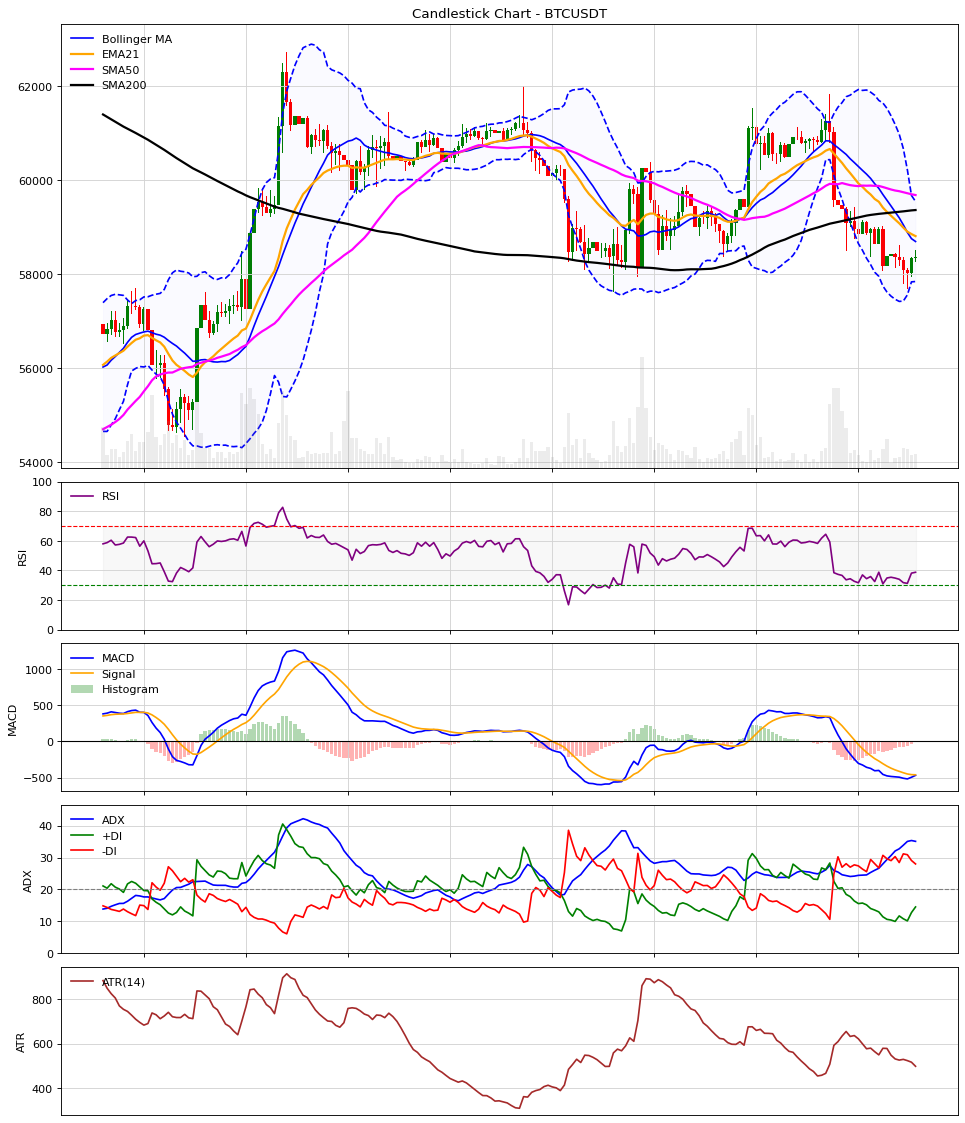 Candlestick Chart - BTCUSDT
Bollinger MA
EMA21
SMA50
SMA200
62000
60000
58000
56000
54000
RSI
RSI
100
80
60
40
20
0
MACD
Signal
Histogram
MACD
1000
500
0
−500
ADX
+DI
-DI
ADX
40
30
20
10
0
ATR(14)
ATR
800
600
400